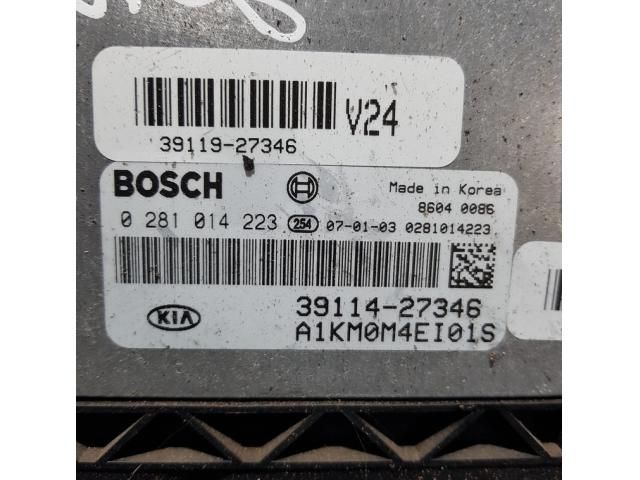 V24
39119-27346
BOSCH
Made in Korea
8604 0086
0 281 014 223 254 07-01-03 0281014223
39114-27346
KIA
A1KM0M4EI01S